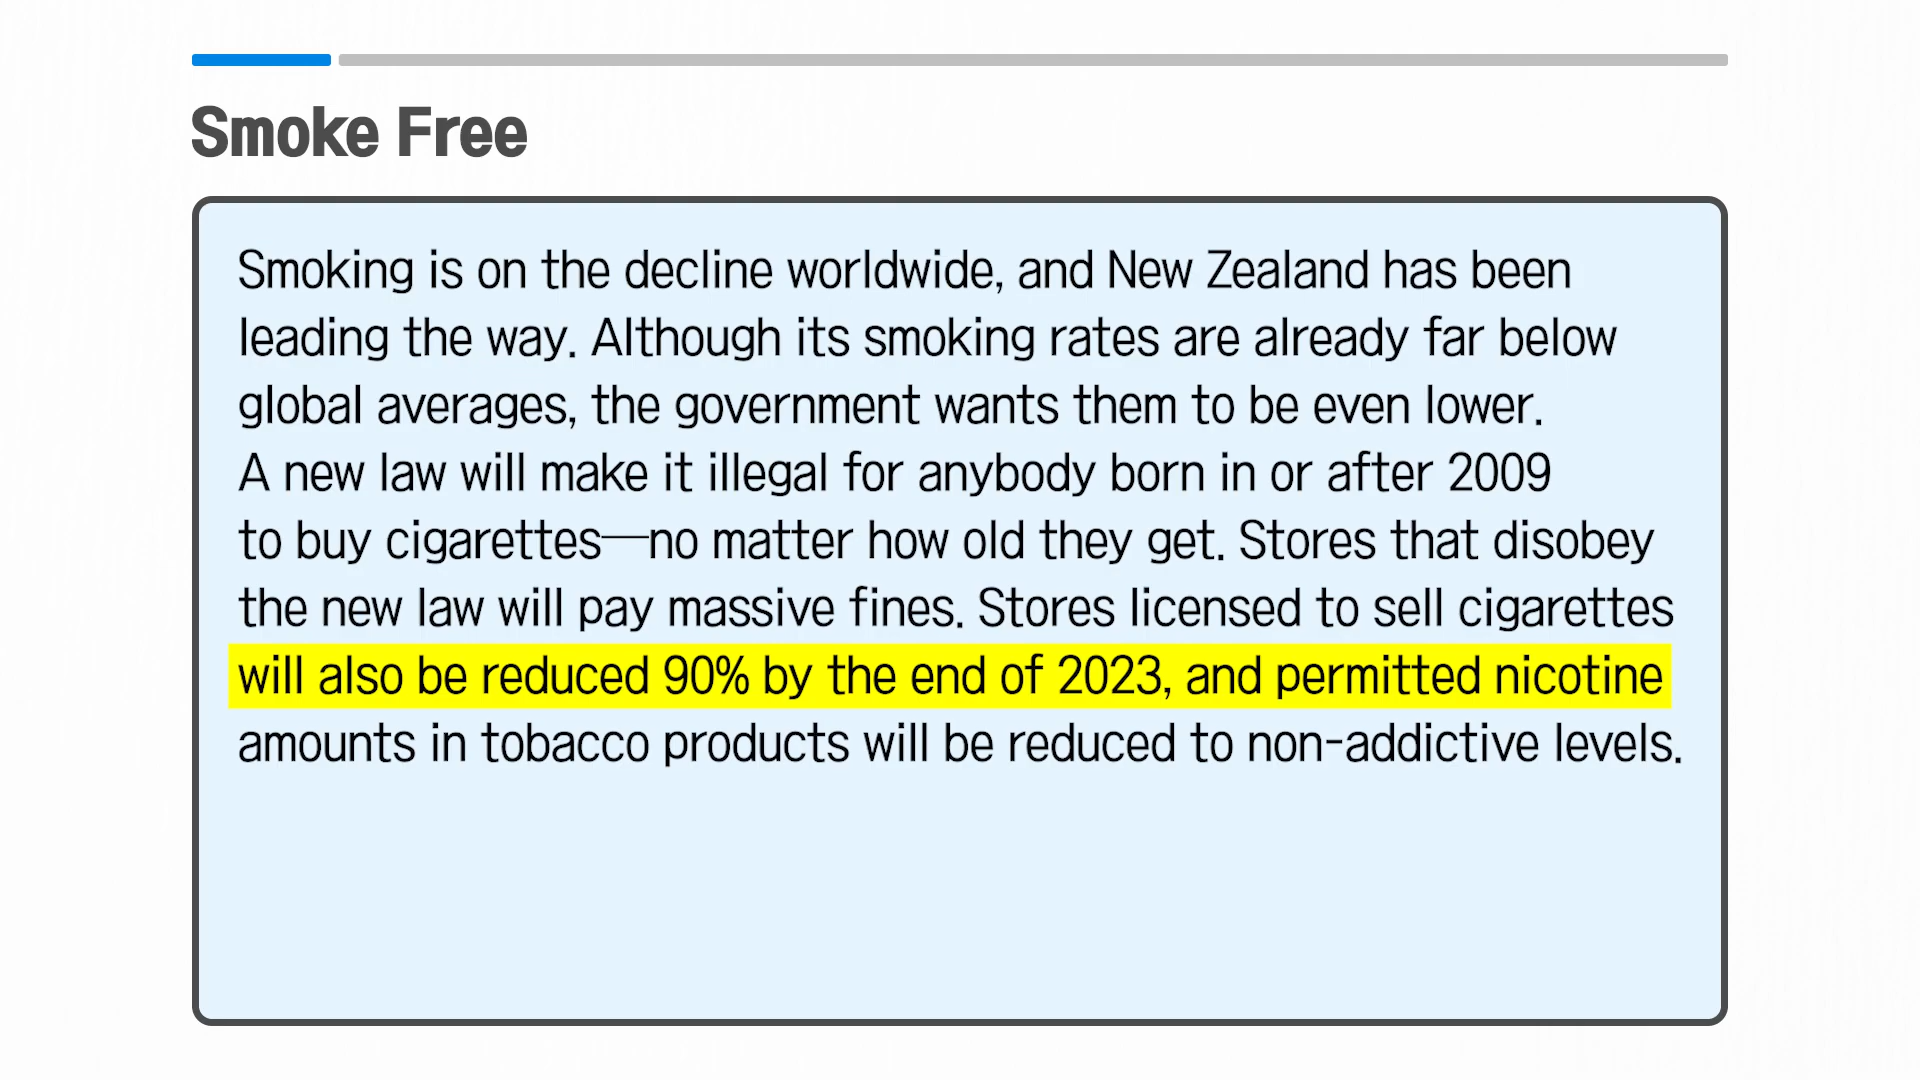 Smoke Free
Smoking is on the decline worldwide, and New Zealand has been
leading the way. Although its smoking rates are already far below
global averages, the government wants them to be even lower.
A new law will make it illegal for anybody born in or after 2009
to buy cigarettes—no matter how old they get. Stores that disobey
the new law will pay massive fines. Stores licensed to sell cigarettes
will also be reduced 90% by the end of 2023, and permitted nicotine
amounts in tobacco products will be reduced to non-addictive levels.